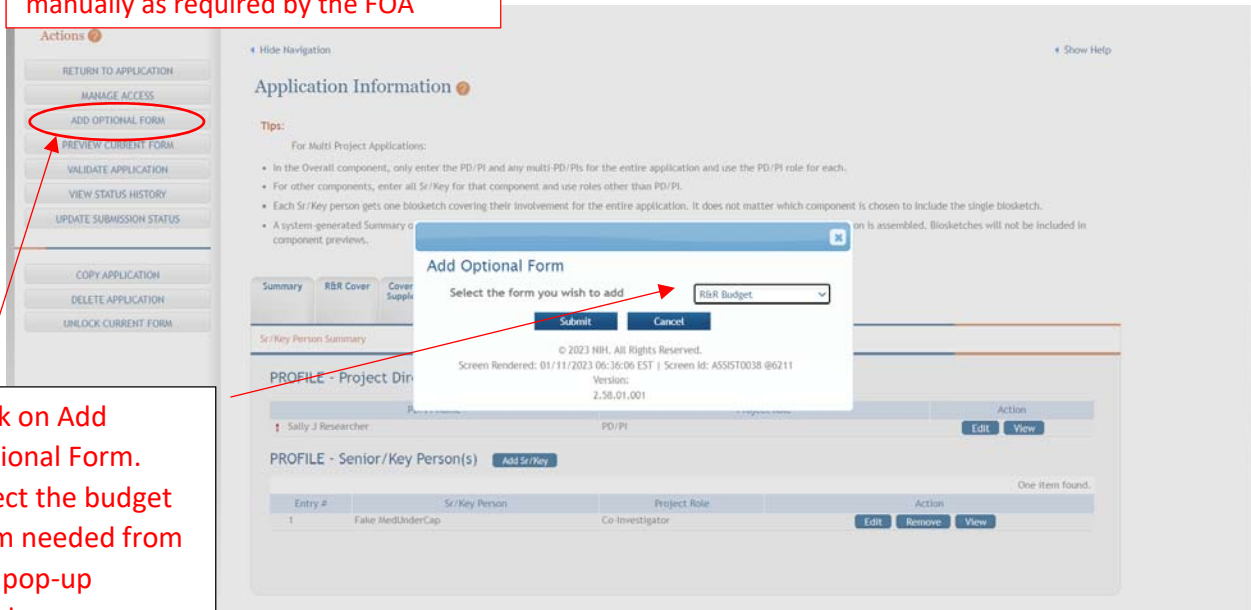 manually as required by the FOA
Actions
RETURN TO APPLICATION
MANAGE ACCESS
ADD OPTIONAL FORM
PREVIEW CURRENT FORM
VALIDATE APPLICATION
VIEW STATUS HISTORY
UPDATE SUBMISSION STATUS
COPY APPLICATION
DELETE APPLICATION
UNLOCK CURRENT FORM
Hide Navigation
Show Help
Application Information
Tips:
For Multi Project Applications:
• In the Overall component, only enter the PD/PI and any multi-PD/PIs for the entire application and use the PD/PI role for each.
• For other components, enter all Sr/Key for that component and use roles other than PD/PI.
• Each Sr/Key person gets one biosketch covering their involvement for the entire application. It does not matter which component is chosen to include the single biosketch.
• A system-generated Summary on is assembled. Biosketches will not be included in
component previews.
Summary R&R Cover Cover
Supple
Add Optional Form
Select the form you wish to add R&R Budget
Submit Cancel
© 2023 NIH. All Rights Reserved.
Screen Rendered: 01/11/2023 06:36:06 EST | Screen Id: ASSIST0038 @6211
Version:
2.58.01.001
Sr/Key Person Summary
PROFILE - Project Dir
Action
! Sally J Researcher PD/PI Edit View
PROFILE - Senior/Key Person(s) Add Sr/Key
One item found.
Entry # Sr/Key Person Project Role Action
1 Fake MedUnderCap Co-Investigator Edit Remove View
k on Add
ional Form.
ect the budget
m needed from
pop-up